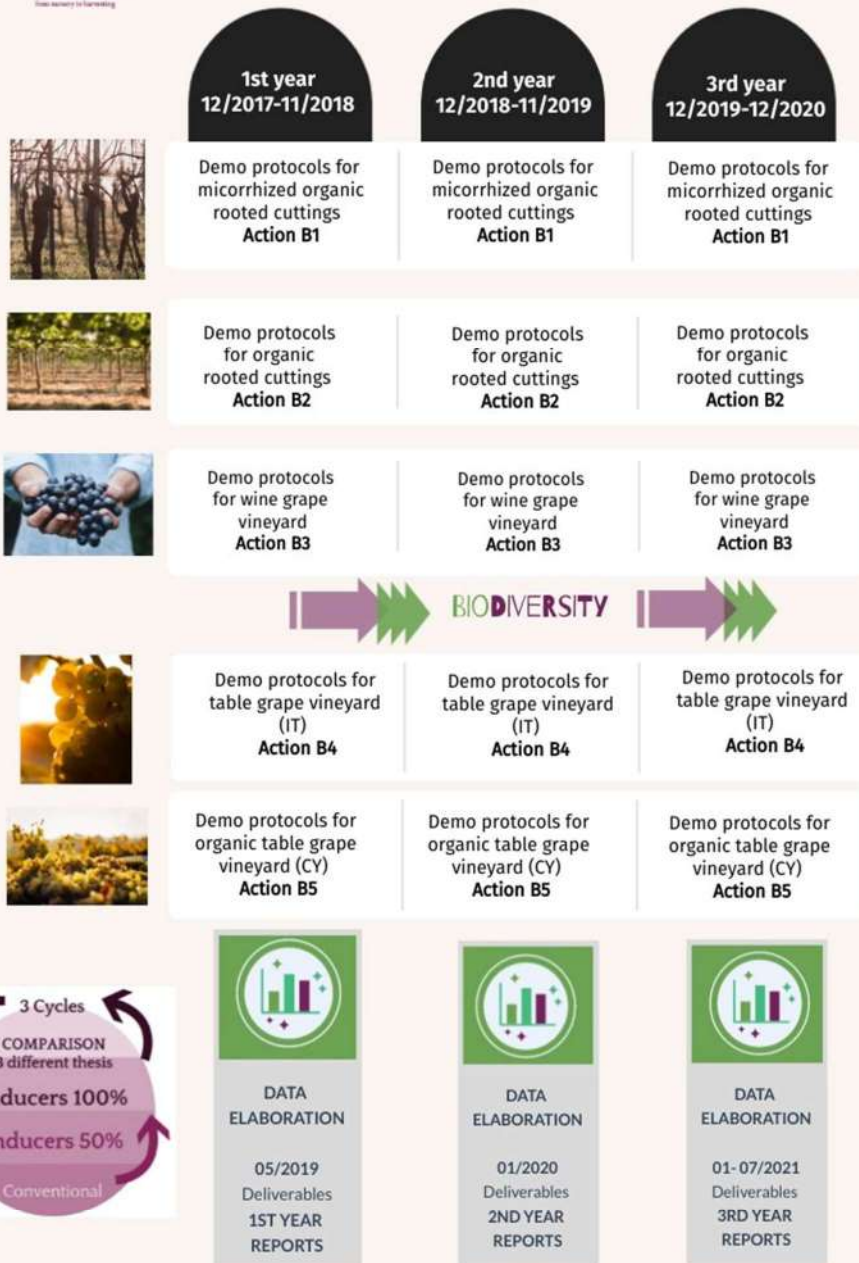 from nursery to harvesting
1st year
12/2017-11/2018
2nd year
12/2018-11/2019
3rd year
12/2019-12/2020
Demo protocols for
micorrhized organic
rooted cuttings
Action B1
Demo protocols for
micorrhized organic
rooted cuttings
Action B1
Demo protocols for
micorrhized organic
rooted cuttings
Action B1
Demo protocols
for organic
rooted cuttings
Action B2
Demo protocols
for organic
rooted cuttings
Action B2
Demo protocols
for organic
rooted cuttings
Action B2
Demo protocols
for wine grape
vineyard
Action B3
Demo protocols
for wine grape
vineyard
Action B3
Demo protocols
for wine grape
vineyard
Action B3
BIODIVERSITY
Demo protocols for
table grape vineyard
(IT)
Action B4
Demo protocols for
table grape vineyard
(IT)
Action B4
Demo protocols for
table grape vineyard
(IT)
Action B4
Demo protocols for
organic table grape
vineyard (CY)
Action B5
Demo protocols for
organic table grape
vineyard (CY)
Action B5
Demo protocols for
organic table grape
vineyard (CY)
Action B5
3 Cycles
COMPARISON
3 different thesis
ducers 100%
nducers 50%
Conventional
DATA
ELABORATION
05/2019
Deliverables
1ST YEAR
REPORTS
DATA
ELABORATION
01/2020
Deliverables
2ND YEAR
REPORTS
DATA
ELABORATION
01- 07/2021
Deliverables
3RD YEAR
REPORTS